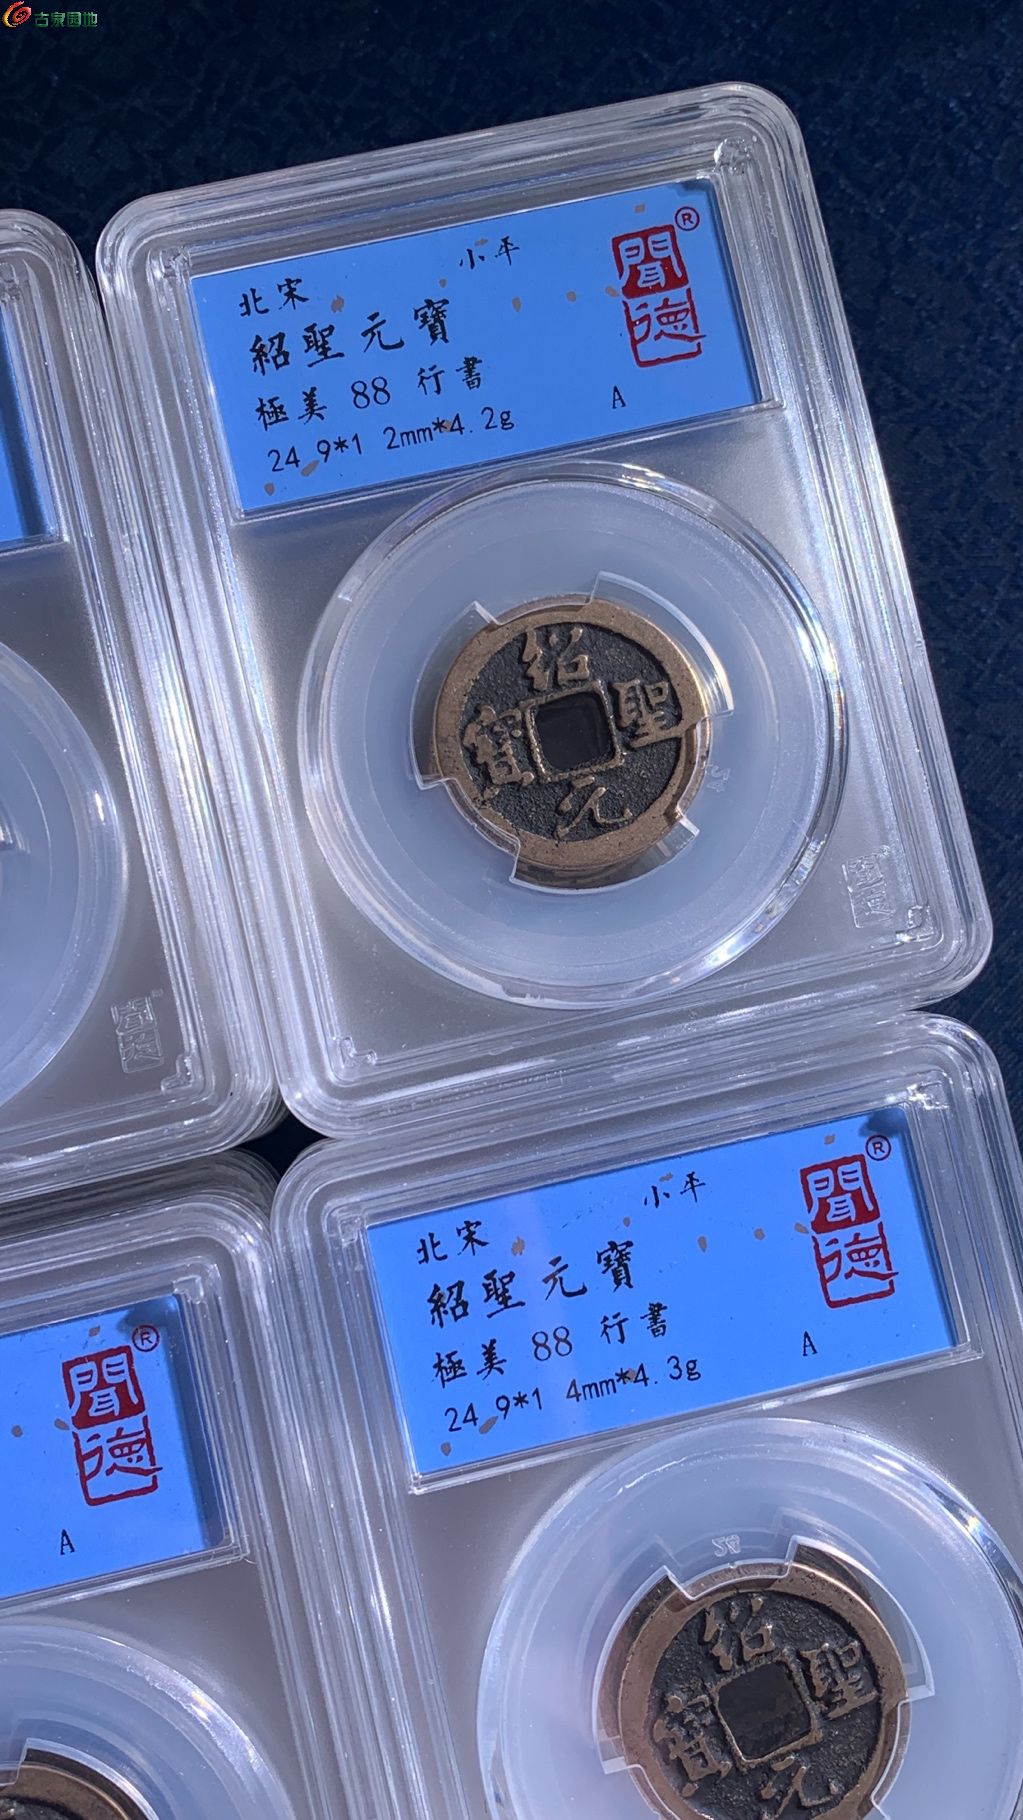 古泉园地
北宋 小平
紹聖元寶
極美 88 行書
24.9*1 2mm*4.2g
A
聞德®
紹聖元寶
北宋 小平
紹聖元寶
極美 88 行書
24.9*1 4mm*4.3g
A
聞德®
紹聖元寶
聞德®
A